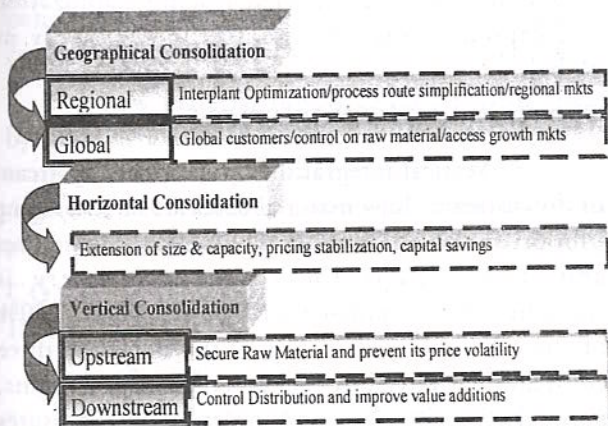 Geographical Consolidation
Regional Interplant Optimization/process route simplification/regional mkts
Global Global customers/control on raw material/access growth mkts
Horizontal Consolidation
Extension of size & capacity, pricing stabilization, capital savings
Vertical Consolidation
Upstream Secure Raw Material and prevent its price volatility
Downstream Control Distribution and improve value additions